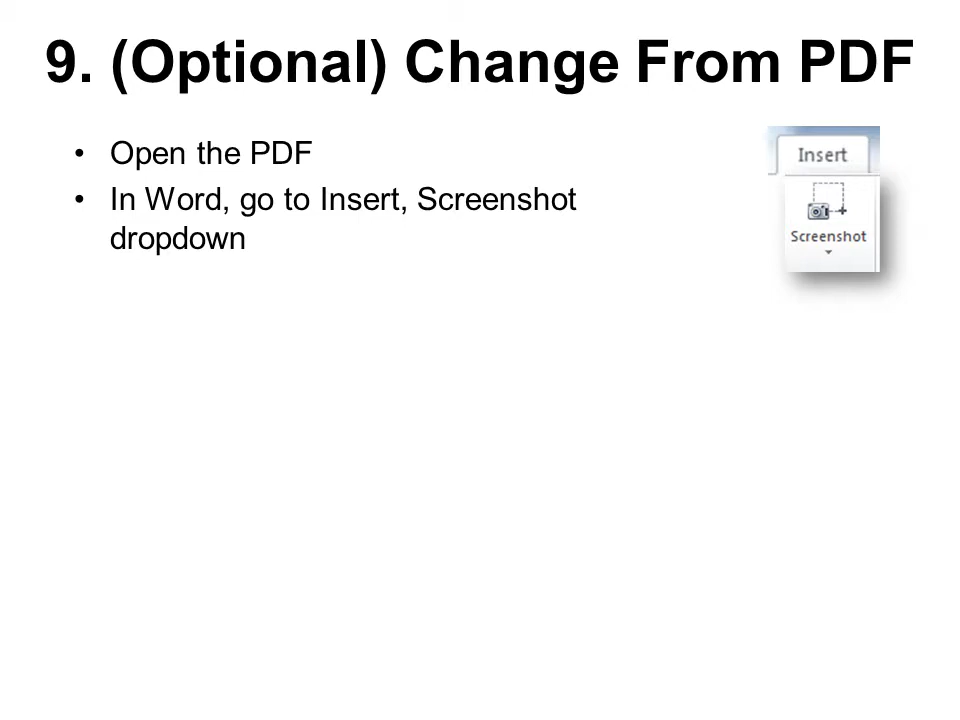 9. (Optional) Change From PDF
• Open the PDF
• In Word, go to Insert, Screenshot
dropdown
Insert
Screenshot